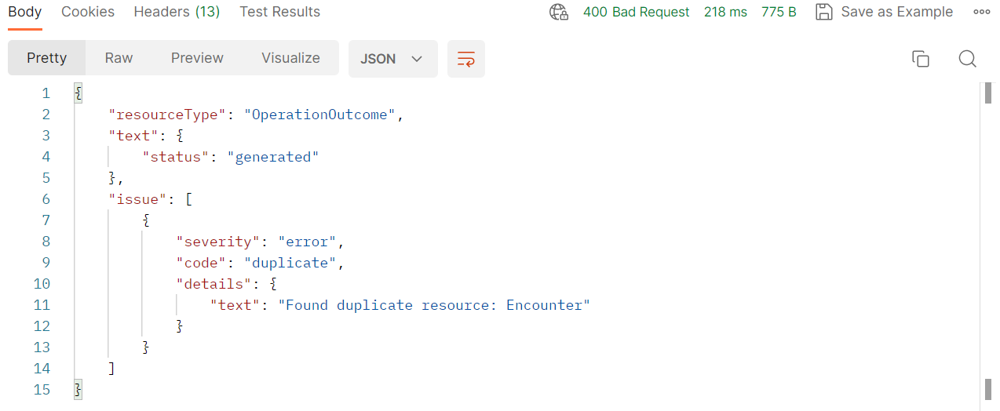 Body Cookies Headers (13) Test Results 400 Bad Request 218 ms 775 B Save as Example
Pretty Raw Preview Visualize JSON
1 {
2 "resourceType": "OperationOutcome",
3 "text": {
4 "status": "generated"
5 },
6 "issue": [
7 {
8 "severity": "error",
9 "code": "duplicate",
10 "details": {
11 "text": "Found duplicate resource: Encounter"
12 }
13 }
14 ]
15 }